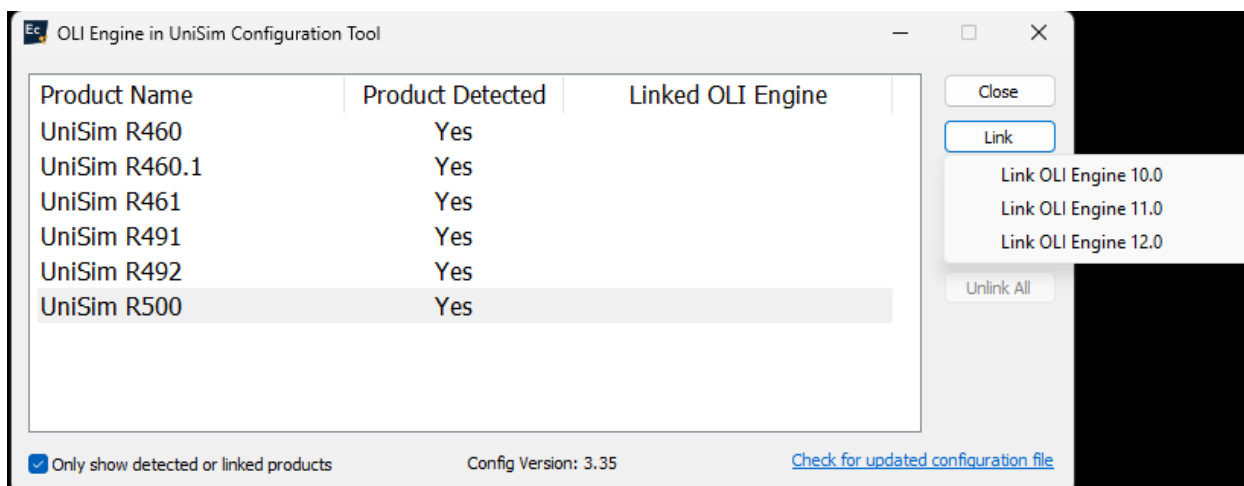 Ec OLI Engine in UniSim Configuration Tool
Product Name Product Detected Linked OLI Engine
UniSim R460 Yes
UniSim R460.1 Yes
UniSim R461 Yes
UniSim R491 Yes
UniSim R492 Yes
UniSim R500 Yes
Close
Link
Link OLI Engine 10.0
Link OLI Engine 11.0
Link OLI Engine 12.0
Unlink All
Only show detected or linked products Config Version: 3.35 Check for updated configuration file